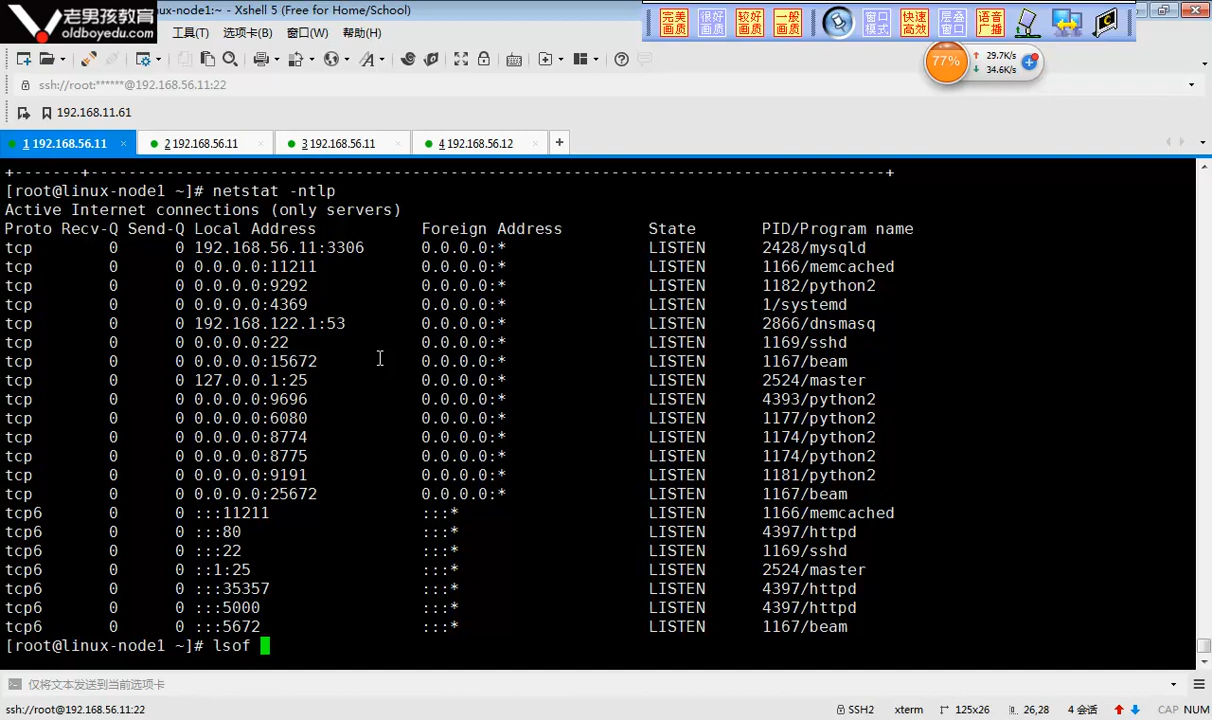 老男孩教育
oldboyedu.com
nux-node1:~ - Xshell 5 (Free for Home/School)
完美画质 很好画质 较好画质 一般画质 窗口模式 快速高效 层叠窗口 语音广播
工具(T) 选项卡(B) 窗口(W) 帮助(H)
77% 29.7K/s
34.6K/s
ssh://root:******@192.168.56.11:22
192.168.11.61
1 192.168.56.11 × 2 192.168.56.11 × 3 192.168.56.11 × 4 192.168.56.12 × +
+-------+------------------------------------------------------------------------------------+
[root@linux-node1 ~]# netstat -ntlp
Active Internet connections (only servers)
Proto Recv-Q Send-Q Local Address Foreign Address State PID/Program name
tcp 0 0 192.168.56.11:3306 0.0.0.0:* LISTEN 2428/mysqld
tcp 0 0 0.0.0.0:11211 0.0.0.0:* LISTEN 1166/memcached
tcp 0 0 0.0.0.0:9292 0.0.0.0:* LISTEN 1182/python2
tcp 0 0 0.0.0.0:4369 0.0.0.0:* LISTEN 1/systemd
tcp 0 0 192.168.122.1:53 0.0.0.0:* LISTEN 2866/dnsmasq
tcp 0 0 0.0.0.0:22 0.0.0.0:* LISTEN 1169/sshd
tcp 0 0 0.0.0.0:15672 0.0.0.0:* LISTEN 1167/beam
tcp 0 0 127.0.0.1:25 0.0.0.0:* LISTEN 2524/master
tcp 0 0 0.0.0.0:9696 0.0.0.0:* LISTEN 4393/python2
tcp 0 0 0.0.0.0:6080 0.0.0.0:* LISTEN 1177/python2
tcp 0 0 0.0.0.0:8774 0.0.0.0:* LISTEN 1174/python2
tcp 0 0 0.0.0.0:8775 0.0.0.0:* LISTEN 1174/python2
tcp 0 0 0.0.0.0:9191 0.0.0.0:* LISTEN 1181/python2
tcp 0 0 0.0.0.0:25672 0.0.0.0:* LISTEN 1167/beam
tcp6 0 0 :::11211 :::* LISTEN 1166/memcached
tcp6 0 0 :::80 :::* LISTEN 4397/httpd
tcp6 0 0 :::22 :::* LISTEN 1169/sshd
tcp6 0 0 ::1:25 :::* LISTEN 2524/master
tcp6 0 0 :::35357 :::* LISTEN 4397/httpd
tcp6 0 0 :::5000 :::* LISTEN 4397/httpd
tcp6 0 0 :::5672 :::* LISTEN 1167/beam
[root@linux-node1 ~]# lsof
仅将文本发送到当前选项卡
ssh://root@192.168.56.11:22 SSH2 xterm 125x26 26,28 4 会话 CAP NUM